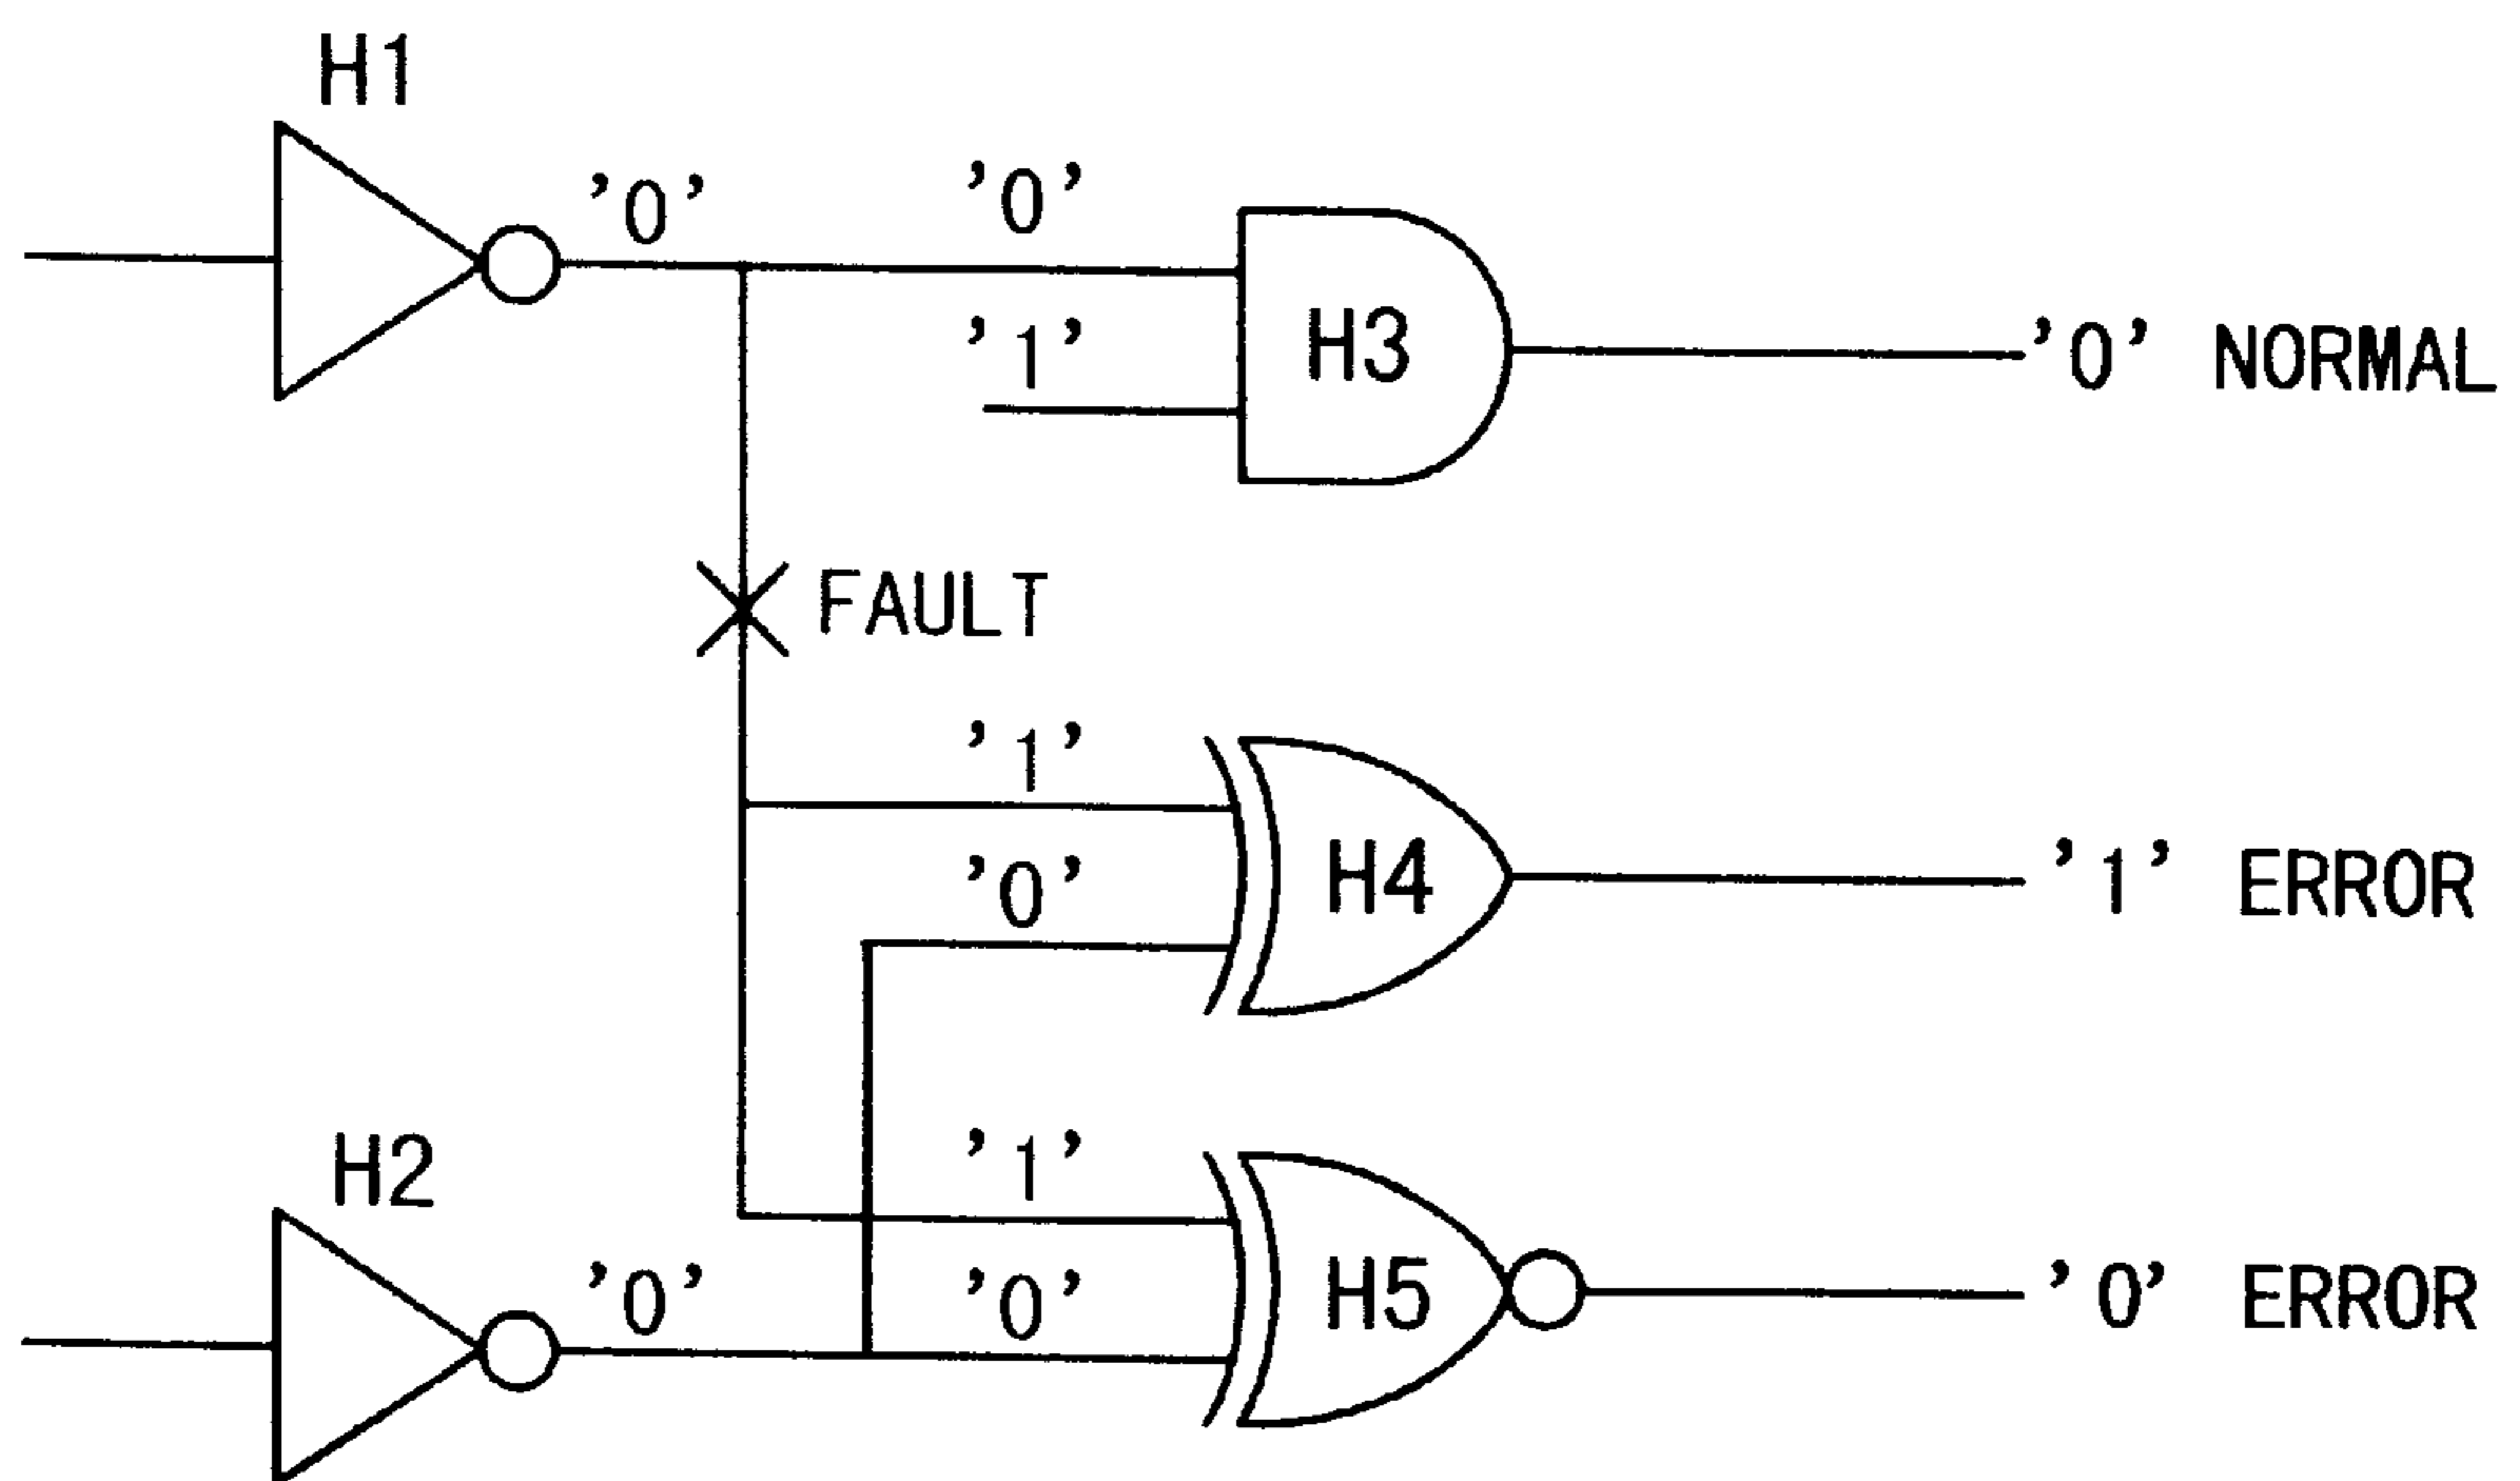 H1
’0’ ’0’
’1’ H3 ’0’ NORMAL
FAULT
’1’
’0’ H4 ’1’ ERROR
H2 ’1’
’0’ ’0’ H5 ’0’ ERROR